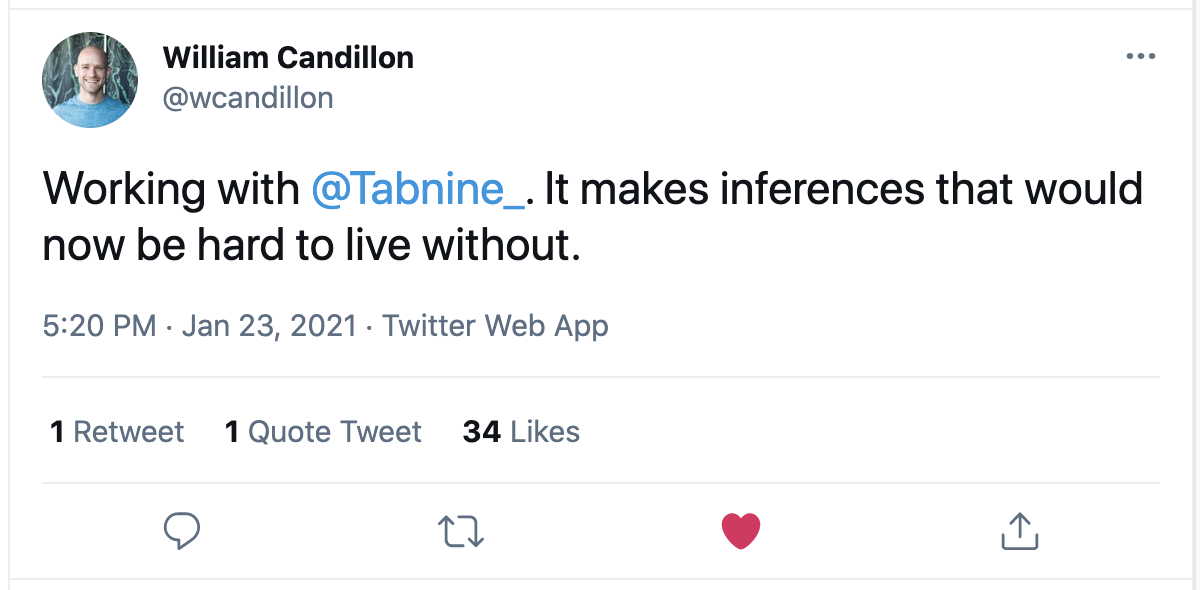 William Candillon
@wcandillon
Working with @Tabnine_. It makes inferences that would
now be hard to live without.
5:20 PM · Jan 23, 2021 · Twitter Web App
1 Retweet 1 Quote Tweet 34 Likes